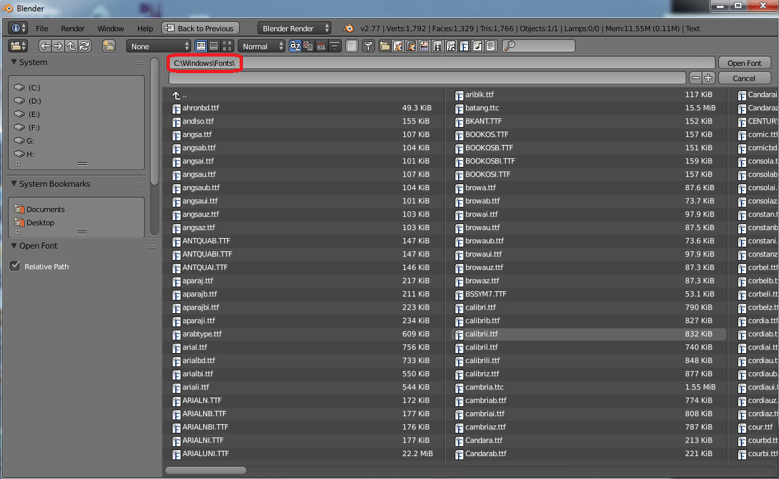 Blender
File Render Window Help Back to Previous Blender Render v2.77 | Verts:1,792 | Faces:1,329 | Tris:1,766 | Objects:1/1 | Lamps:0/0 | Mem:11.55M (0.11M) | Text
None Normal
System
(C:)
(D:)
(E:)
(F:)
G:
H:
System Bookmarks
Documents
Desktop
Open Font
Relative Path
C:\Windows\Fonts\ Open Font
Cancel
..
ahronbd.ttf 49.3 KiB
andlso.ttf 155 KiB
angsa.ttf 107 KiB
angsab.ttf 104 KiB
angsai.ttf 101 KiB
angsau.ttf 107 KiB
angsaub.ttf 104 KiB
angsaui.ttf 101 KiB
angsauz.ttf 103 KiB
angsaz.ttf 103 KiB
ANTQUAB.TTF 147 KiB
ANTQUABI.TTF 147 KiB
ANTQUAI.TTF 146 KiB
aparaj.ttf 217 KiB
aparajb.ttf 211 KiB
aparajbi.ttf 223 KiB
aparaji.ttf 234 KiB
arabtype.ttf 609 KiB
arial.ttf 756 KiB
arialbd.ttf 733 KiB
arialbi.ttf 550 KiB
ariali.ttf 544 KiB
ARIALN.TTF 172 KiB
ARIALNB.TTF 177 KiB
ARIALNBI.TTF 176 KiB
ARIALNI.TTF 177 KiB
ARIALUNI.TTF 22.2 MiB
ariblk.ttf 117 KiB
batang.ttc 15.5 MiB
BKANT.TTF 152 KiB
BOOKOS.TTF 157 KiB
BOOKOSB.TTF 151 KiB
BOOKOSBI.TTF 159 KiB
BOOKOSI.TTF 157 KiB
browa.ttf 87.6 KiB
browab.ttf 73.7 KiB
browai.ttf 97.9 KiB
browau.ttf 87.5 KiB
browaub.ttf 73.6 KiB
browaui.ttf 97.9 KiB
browauz.ttf 87.3 KiB
browaz.ttf 87.3 KiB
BSSYM7.TTF 53.1 KiB
calibri.ttf 790 KiB
calibrib.ttf 827 KiB
calibrii.ttf 832 KiB
calibril.ttf 740 KiB
calibrili.ttf 848 KiB
calibriz.ttf 877 KiB
cambria.ttc 1.55 MiB
cambriab.ttf 774 KiB
cambriai.ttf 808 KiB
cambriaz.ttf 787 KiB
Candara.ttf 213 KiB
Candarab.ttf 221 KiB
Candarai
Candaraz
CENTURY
comic.ttf
comicbd.
consola.t
consolab
consolai.
consolaz
constan.t
constanb
constani.
constanz
corbel.ttf
corbelb.t
corbeli.tt
corbelz.t
cordia.ttf
cordiab.t
cordiai.tt
cordiau.t
cordiaub
cordiaui.t
cordiauz.
cordiaz.t
cour.ttf
courbd.tt
courbi.ttf